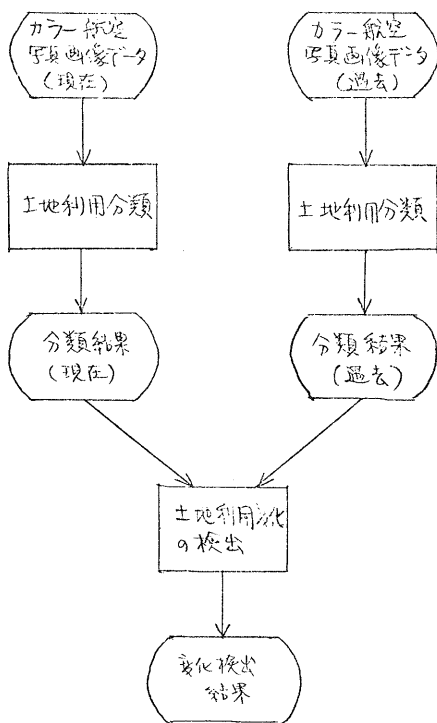 カラー航空
写真画像データ
(現在)
カラー航空
写真画像データ
(過去)
土地利用分類
土地利用分類
分類結果
(現在)
分類結果
(過去)
土地利用変化
の検出
変化検出
結果